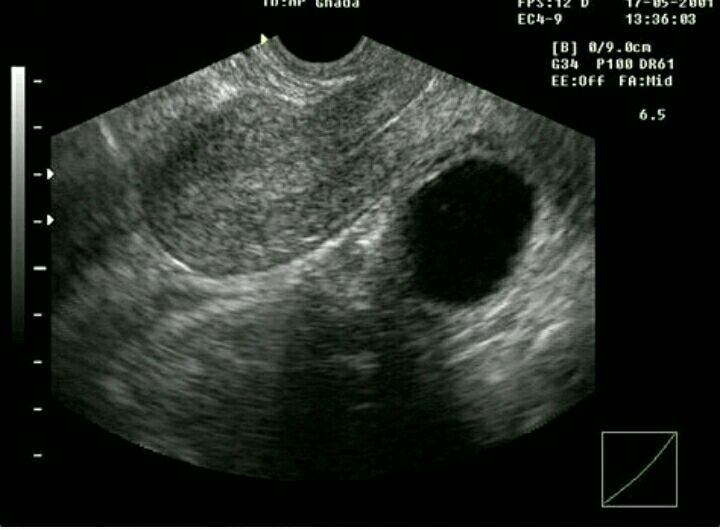 ID:mr Ghada
FPS:12 D 17-05-2001
EC4-9 13:36:03
[B] 0/9.0cm
G34 P100 DR61
EE:Off FA:Mid
6.5